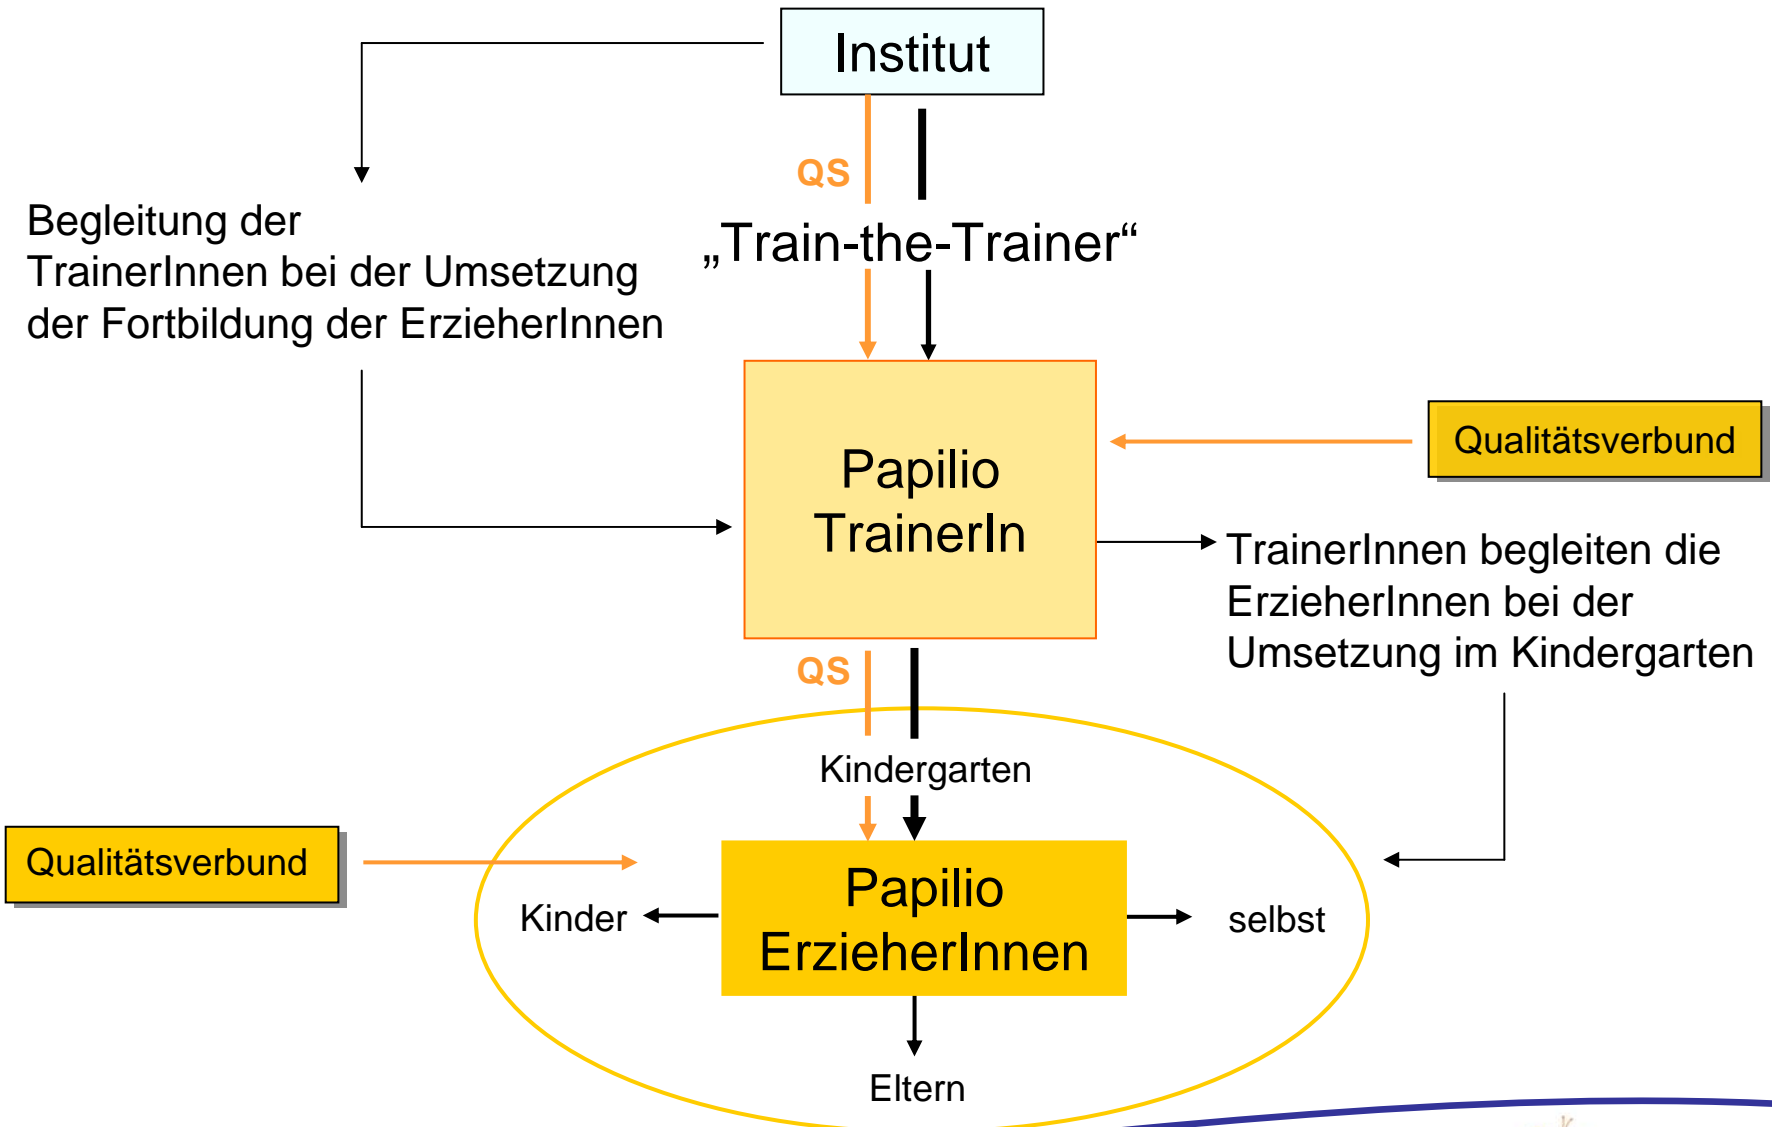 Institut
QS
„Train-the-Trainer“
Begleitung der
TrainerInnen bei der Umsetzung
der Fortbildung der ErzieherInnen
Papilio
TrainerIn
Qualitätsverbund
TrainerInnen begleiten die
ErzieherInnen bei der
Umsetzung im Kindergarten
QS
Kindergarten
Qualitätsverbund
Papilio
ErzieherInnen
Kinder
selbst
Eltern